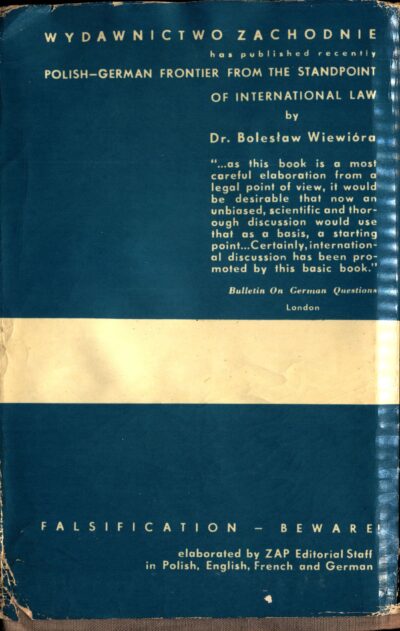 WYDAWNICTWO ZACHODNIE
has published recently
POLISH—GERMAN FRONTIER FROM THE STANDPOINT
OF INTERNATIONAL LAW
by
Dr. Bolesław Wiewióra
“...as this book is a most
careful elaboration from a
legal point of view, it would
be desirable that now an
unbiased, scientific and thor-
ough discussion would use
that as a basis, a starting
point...Certainly, internation-
al discussion has been pro-
moted by this basic book.”
Bulletin On German Questions
London
FALSIFICATION — BEWARE!
elaborated by ZAP Editorial Staff
in Polish, English, French and German